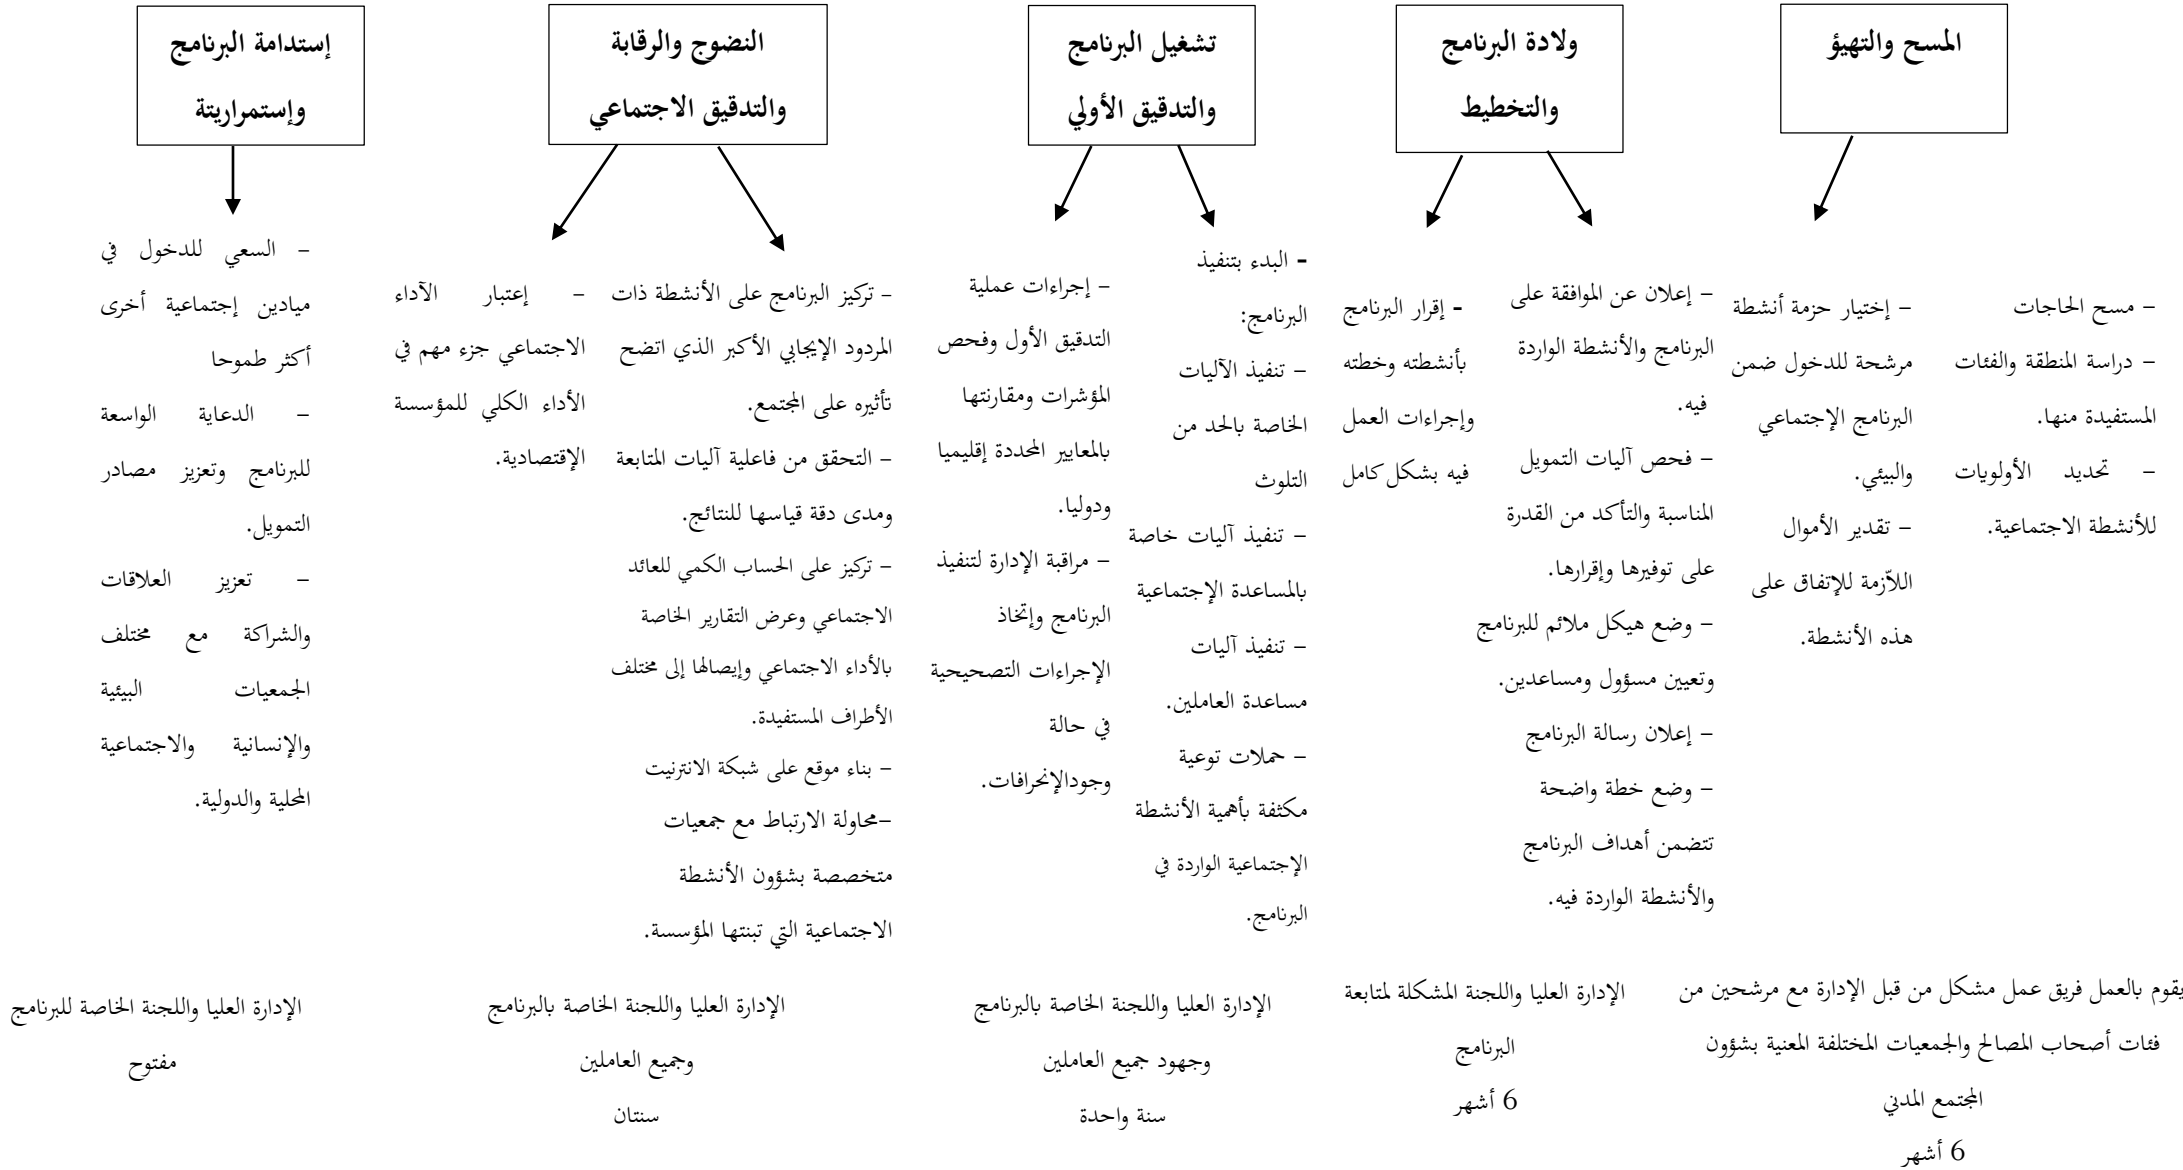 المسح والتهيؤ
ولادة البرنامج
والتخطيط
تشغيل البرنامج
والتدقيق الأولي
النضوج والرقابة
والتدقيق الاجتماعي
إستدامة البرنامج
وإستمراريتة
– مسح الحاجات
– دراسة المنطقة والفئات
المستفيدة منها.
– تحديد الأولويات
للأنشطة الاجتماعية.
– إختيار حزمة أنشطة
مرشحة للدخول ضمن
البرنامج الإجتماعي
والبيئي.
– تقدير الأموال
اللاّزمة للإتفاق على
هذه الأنشطة.
– إعلان عن الموافقة على
البرنامج والأنشطة الواردة
فيه.
– فحص آليات التمويل
المناسبة والتأكد من القدرة
على توفيرها وإقرارها.
– وضع هيكل ملائم للبرنامج
وتعيين مسؤول ومساعدين.
– إعلان رسالة البرنامج
– وضع خطة واضحة
تتضمن أهداف البرنامج
والأنشطة الواردة فيه.
- إقرار البرنامج
بأنشطته وخطته
وإجراءات العمل
فيه بشكل كامل
- البدء بتنفيذ
البرنامج:
– تنفيذ الآليات
الخاصة بالحد من
التلوث
– تنفيذ آليات خاصة
بالمساعدة الإجتماعية
– تنفيذ آليات
مساعدة العاملين.
– حملات توعية
مكثفة بأهمية الأنشطة
الإجتماعية الواردة في
البرنامج.
– إجراءات عملية
التدقيق الأول وفحص
المؤشرات ومقارنتها
بالمعايير المحددة إقليميا
ودوليا.
– مراقبة الإدارة لتنفيذ
البرنامج وإتخاذ
الإجراءات التصحيحية
في حالة
وجودالإنحرافات.
– تركيز البرنامج على الأنشطة ذات
المردود الإيجابي الأكبر الذي اتضح
تأثيره على المجتمع.
– التحقق من فاعلية آليات المتابعة
ومدى دقة قياسها للنتائج.
– تركيز على الحساب الكمي للعائد
الاجتماعي وعرض التقارير الخاصة
بالأداء الاجتماعي وإيصالها إلى مختلف
الأطراف المستفيدة.
– بناء موقع على شبكة الانترنيت
–محاولة الارتباط مع جمعيات
متخصصة بشؤون الأنشطة
الاجتماعية التي تبنتها المؤسسة.
– إعتبار الآداء
الاجتماعي جزء مهم في
الأداء الكلي للمؤسسة
الإقتصادية.
– السعي للدخول في
ميادين إجتماعية أخرى
أكثر طموحا
– الدعاية الواسعة
للبرنامج وتعزيز مصادر
التمويل.
– تعزيز العلاقات
والشراكة مع مختلف
الجمعيات البيئية
والإنسانية والاجتماعية
المحلية والدولية.
يقوم بالعمل فريق عمل مشكل من قبل الإدارة مع مرشحين من
فئات أصحاب المصالح والجمعيات المختلفة المعنية بشؤون
المجتمع المدني
6 أشهر
الإدارة العليا واللجنة المشكلة لمتابعة
البرنامج
6 أشهر
الإدارة العليا واللجنة الخاصة بالبرنامج
وجهود جميع العاملين
سنة واحدة
الإدارة العليا واللجنة الخاصة بالبرنامج
وجميع العاملين
سنتان
الإدارة العليا واللجنة الخاصة للبرنامج
مفتوح